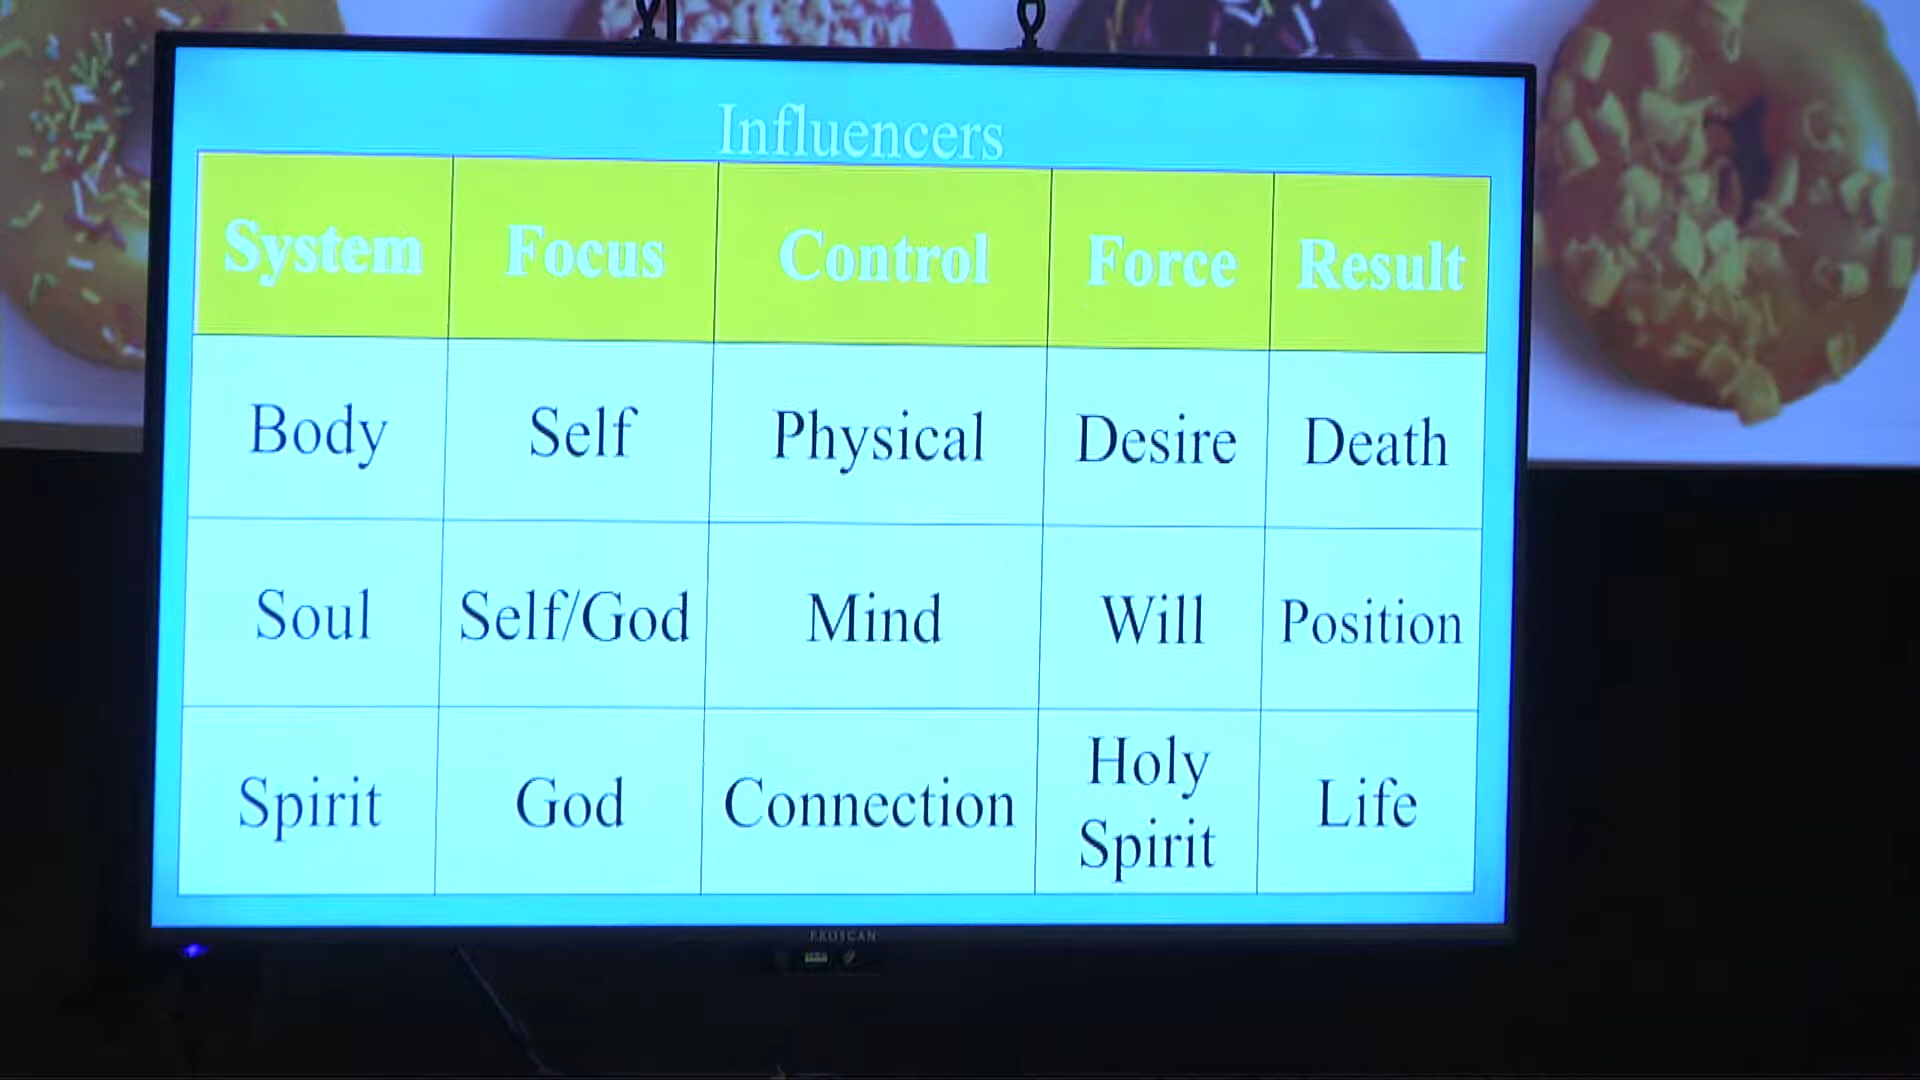 Influencers
System Focus Control Force Result
Body Self Physical Desire Death
Soul Self/God Mind Will Position
Spirit God Connection Holy Spirit Life
PROSCAN